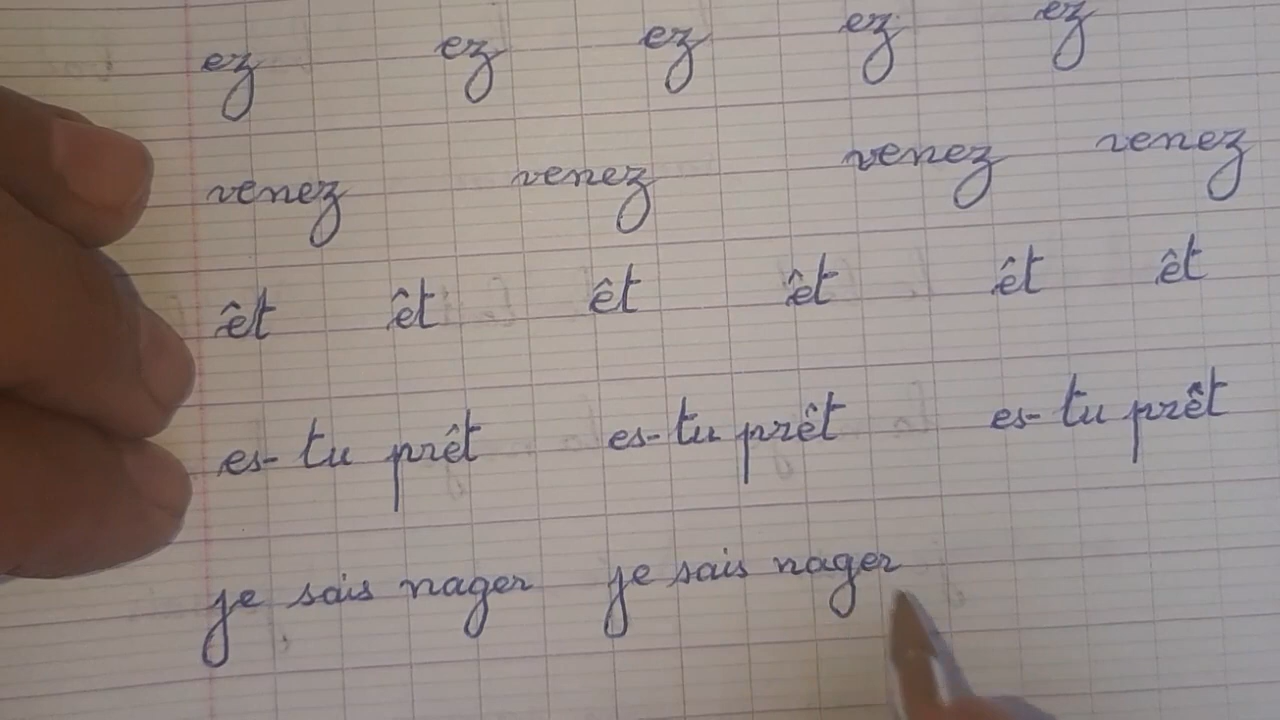 ez ez ez ez ez
venez venez venez venez
êt êt êt êt êt êt
es-tu prêt es-tu prêt es-tu prêt
je sais nager je sais nager